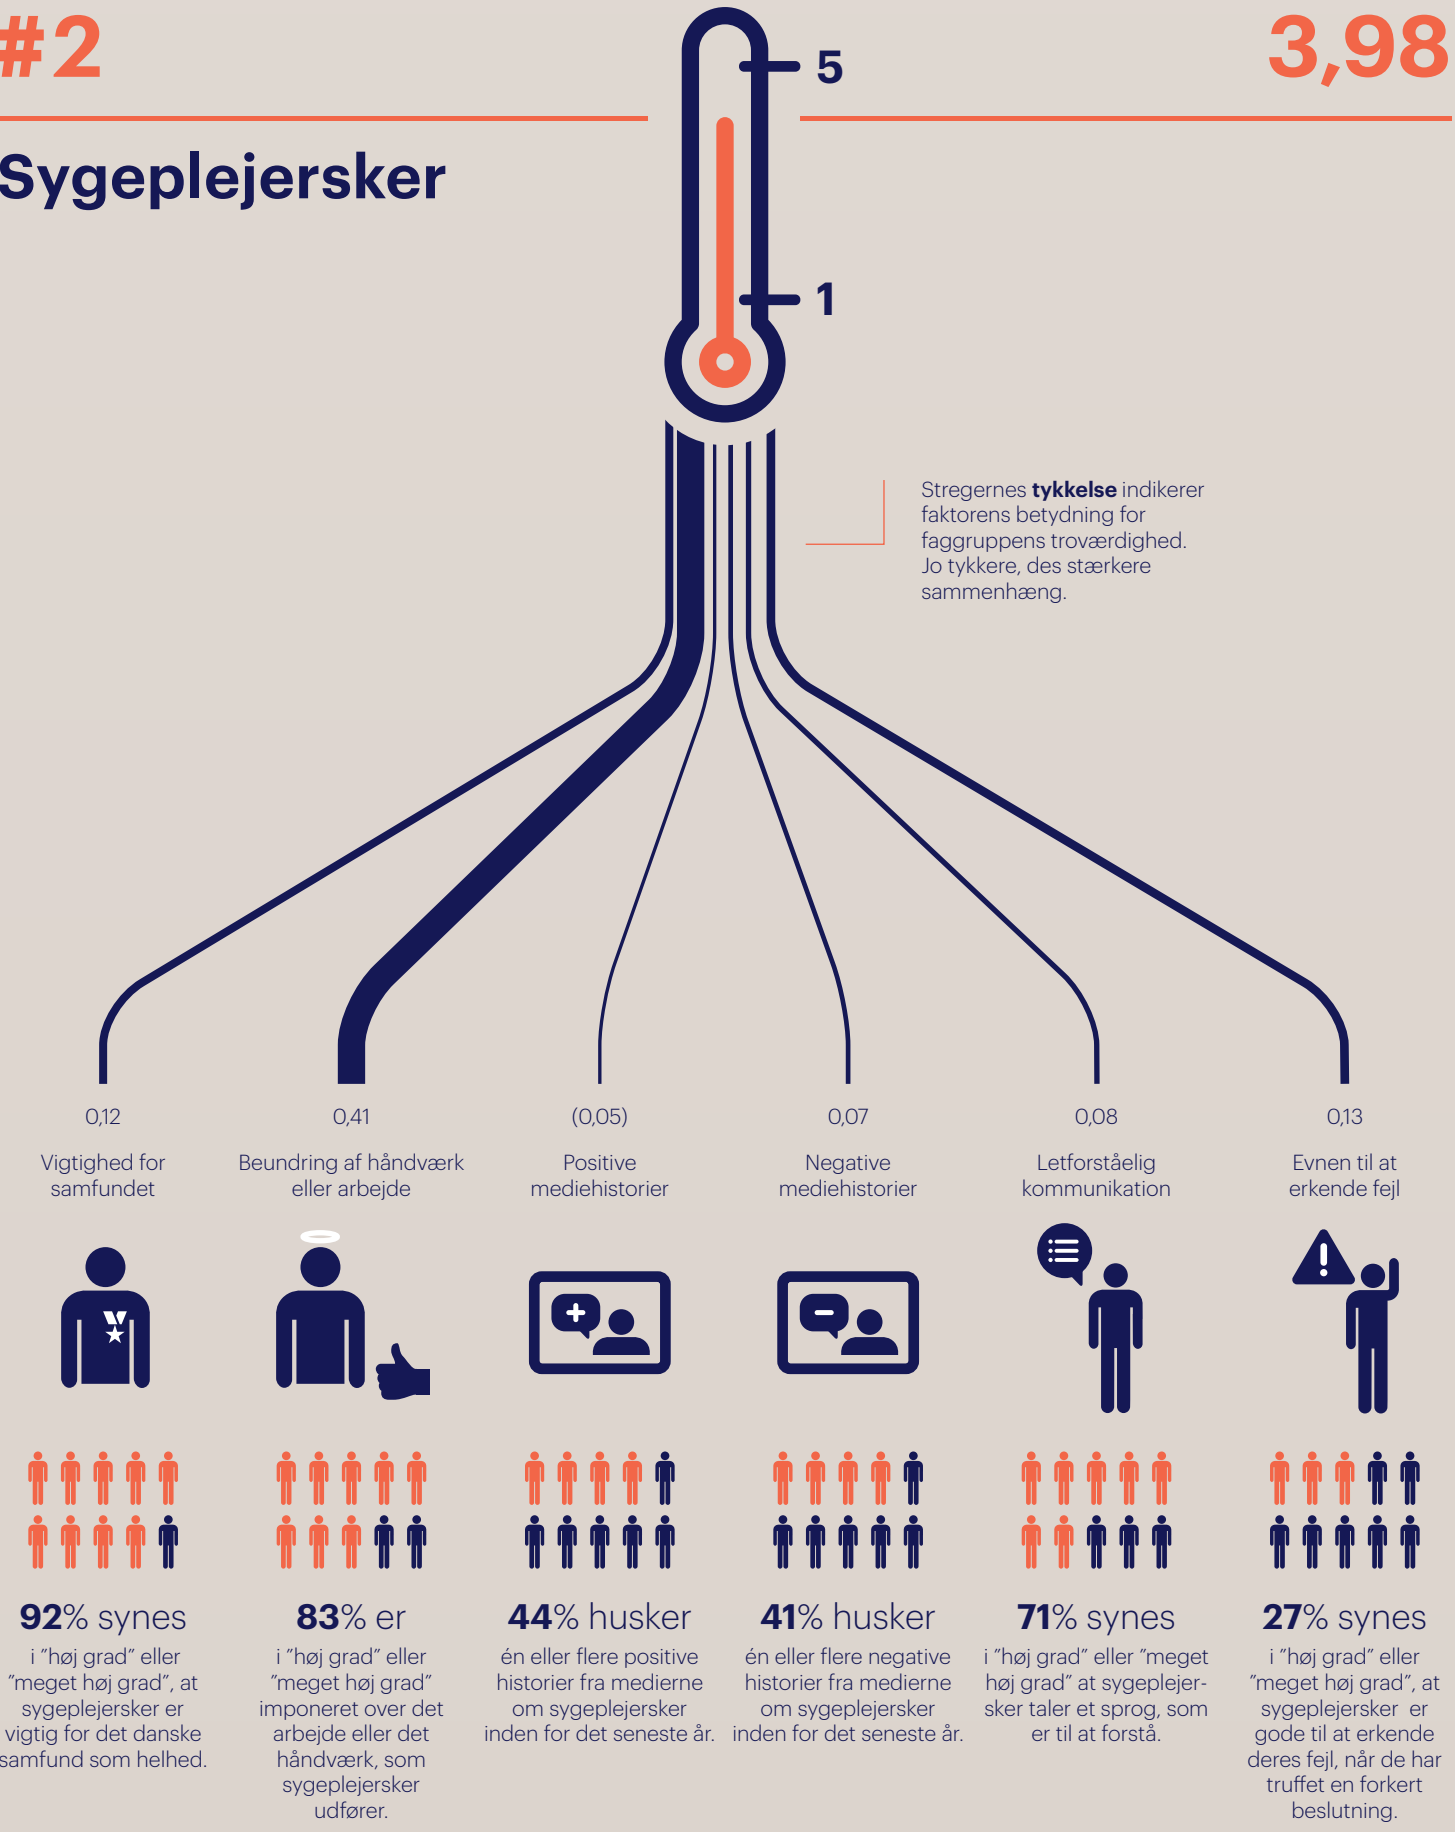 #2
3,98
5
Sygeplejersker
1
Stregernes tykkelse indikerer
faktorens betydning for
faggruppens troværdighed.
Jo tykkere, des stærkere
sammenhæng.
0,12
Vigtighed for
samfundet
0,41
Beundring af håndværk
eller arbejde
(0,05)
Positive
mediehistorier
0,07
Negative
mediehistorier
0,08
Letforståelig
kommunikation
0,13
Evnen til at
erkende fejl
92% synes
i ”høj grad” eller
”meget høj grad”, at
sygeplejersker er
vigtig for det danske
samfund som helhed.
83% er
i ”høj grad” eller
”meget høj grad”
imponeret over det
arbejde eller det
håndværk, som
sygeplejersker
udfører.
44% husker
én eller flere positive
historier fra medierne
om sygeplejersker
inden for det seneste år.
41% husker
én eller flere negative
historier fra medierne
om sygeplejersker
inden for det seneste år.
71% synes
i ”høj grad” eller ”meget
høj grad” at sygeplejer-
sker taler et sprog, som
er til at forstå.
27% synes
i ”høj grad” eller
”meget høj grad”, at
sygeplejersker er
gode til at erkende
deres fejl, når de har
truffet en forkert
beslutning.